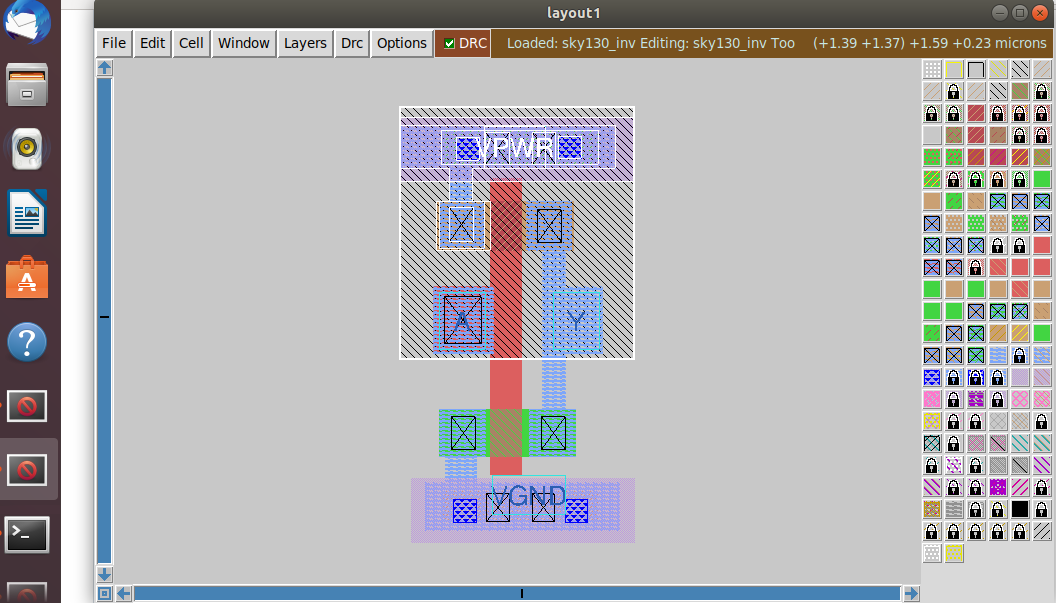 layout1
File Edit Cell Window Layers Drc Options DRC Loaded: sky130_inv Editing: sky130_inv Too (+1.39 +1.37) +1.59 +0.23 microns
VPWR
A Y
VGND